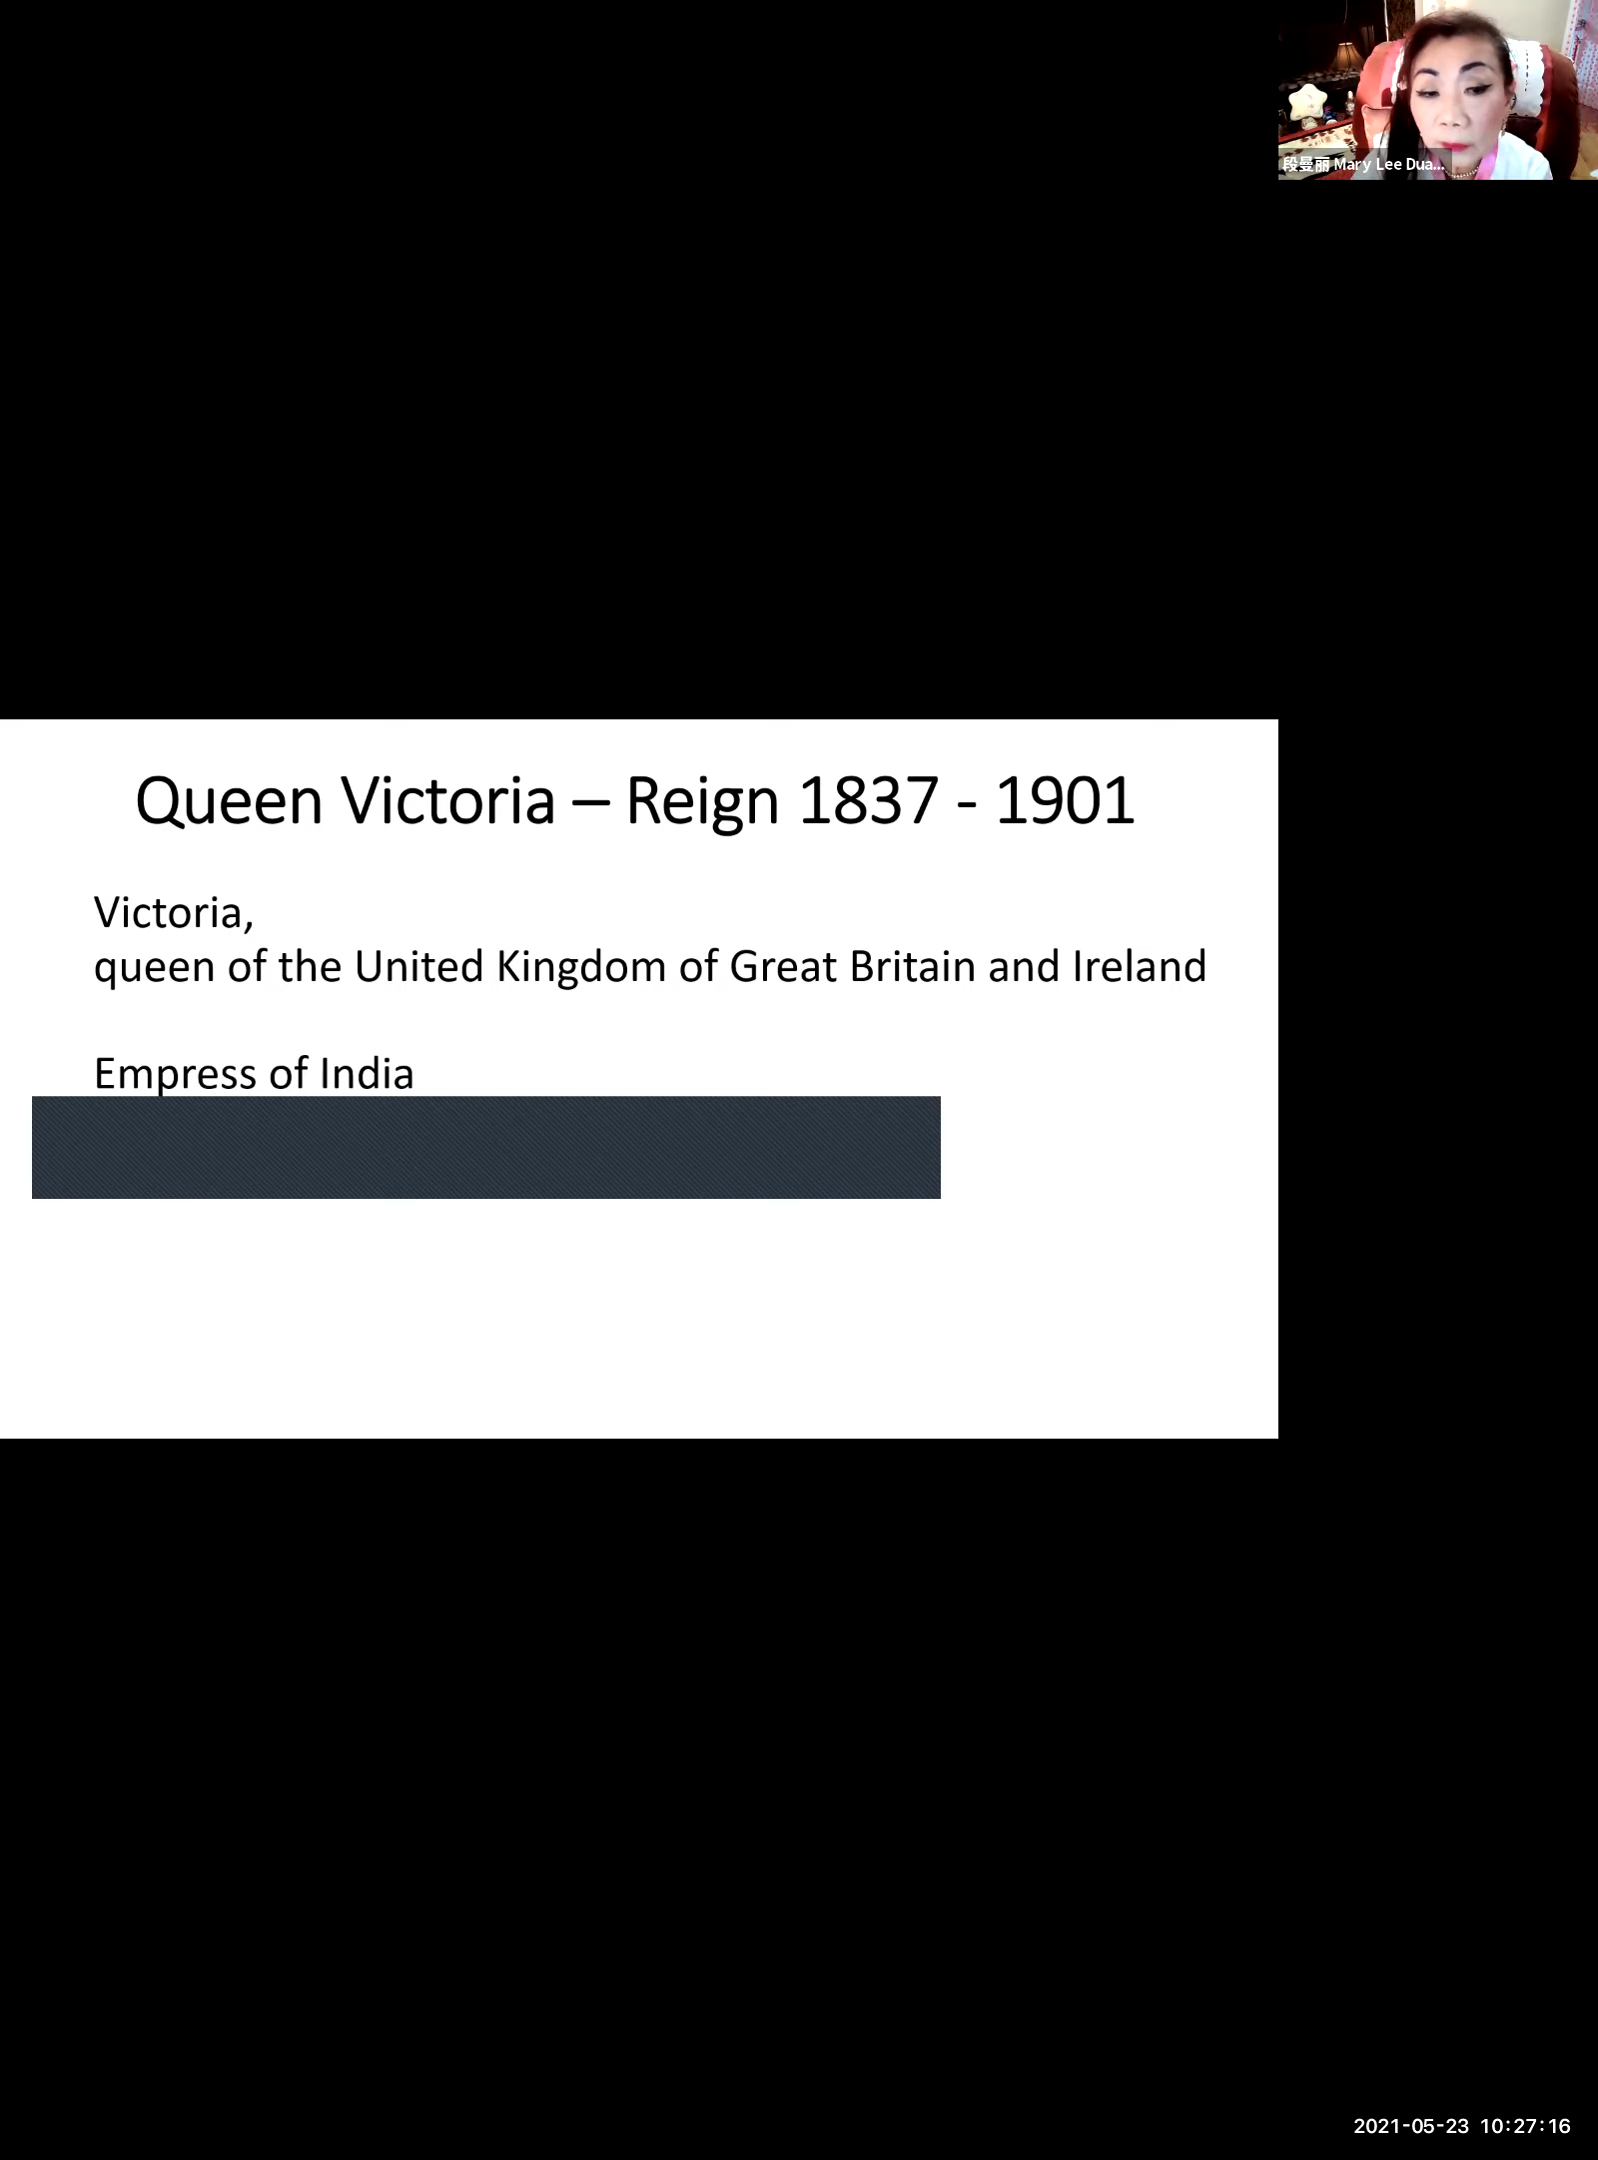 段曼丽 Mary Lee Dua...
Queen Victoria – Reign 1837 - 1901
Victoria,
queen of the United Kingdom of Great Britain and Ireland
Empress of India
2021-05-23 10:27:16